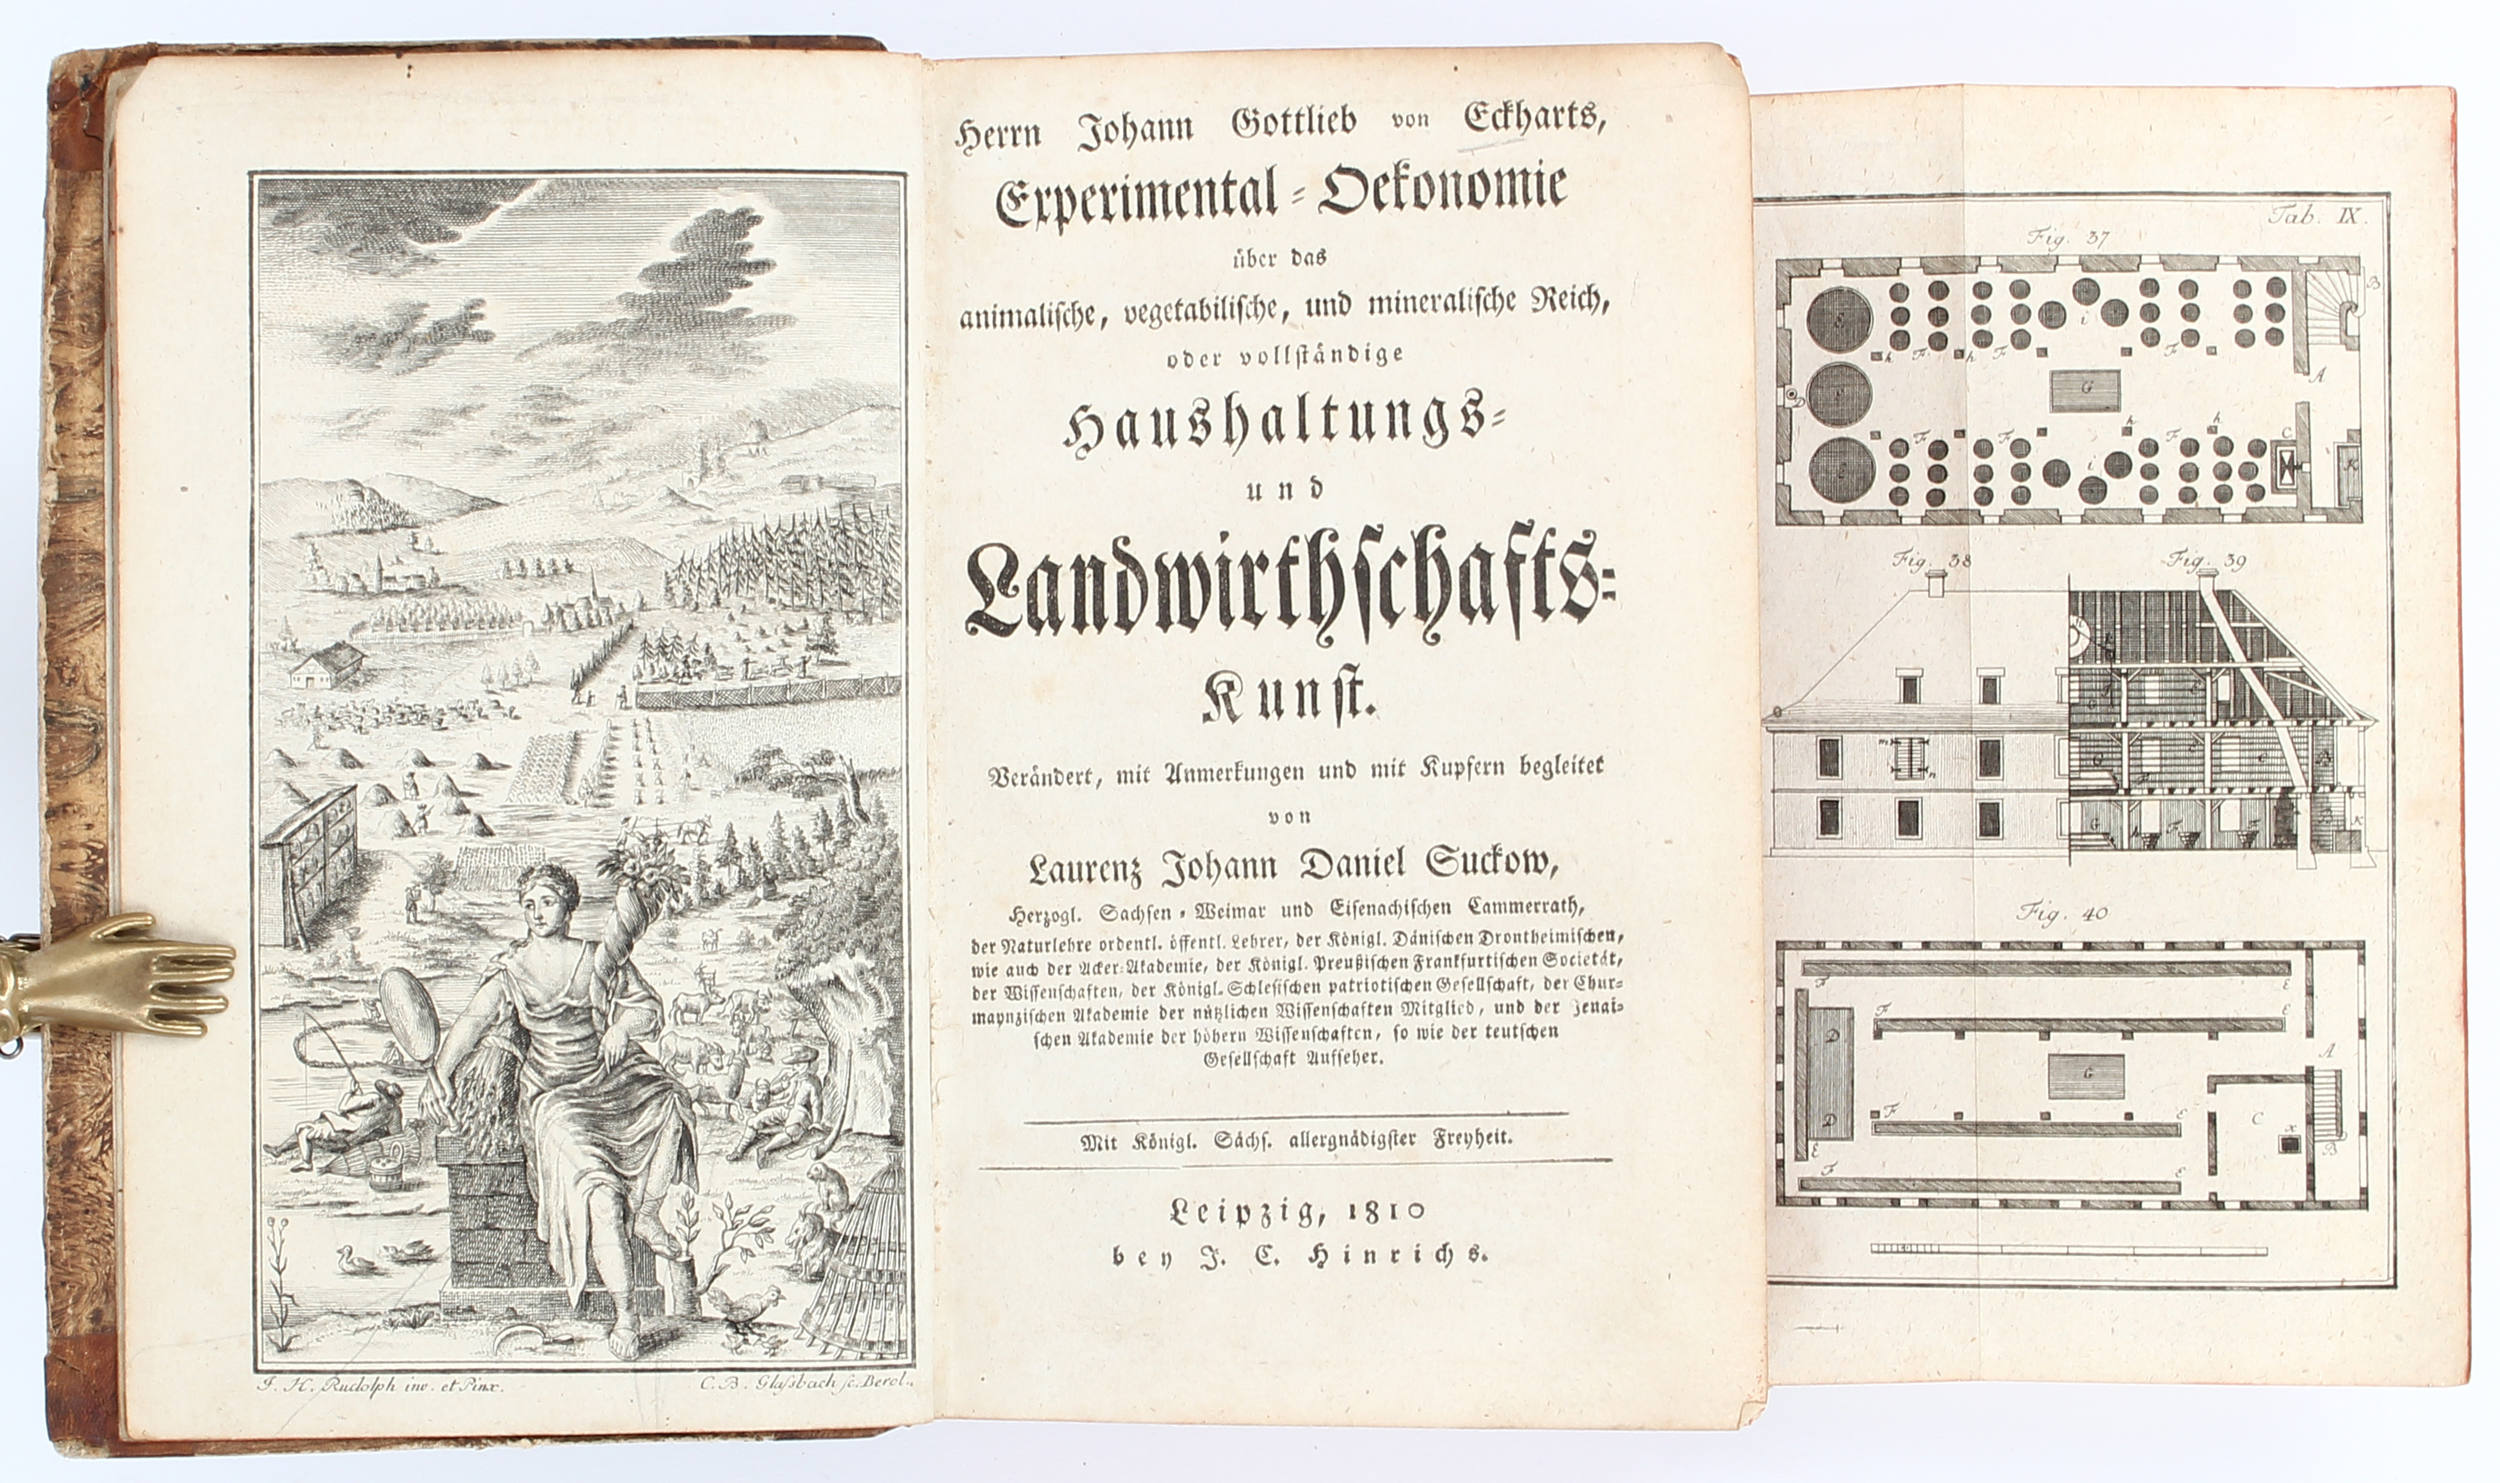 Herrn Johann Gottlieb von Eckharts,
Experimental-Oekonomie
über das
animalische, vegetabilische, und mineralische Reich,
oder vollständige
Haushaltungs-
und
Landwirthschafts-
Kunst.
Verändert, mit Anmerkungen und mit Kupfern begleitet
von
Laurenz Johann Daniel Suckow,
Herzogl. Sachsen-Weimar und Eisenachischen Cammerrath,
der Naturlehre ordentl. öffentl. Lehrer, der Königl. Dänischen Drontheimischen,
wie auch der Acker-Akademie, der Königl. Preußischen Frankfurtischen Societät,
der Wissenschaften, der Königl. Schlesischen patriotischen Gesellschaft, der Chur-
maynzischen Akademie der nützlichen Wissenschaften Mitglied, und der Jenai-
schen Akademie der höhern Wissenschaften, so wie der teutschen
Gesellschaft Aufseher.
Mit Königl. Sächs. allergnädigster Freyheit.
Leipzig, 1810
bey J. C. Hinrichs.
J. H. Rudolph inv. et Pinx.
C. B. Glassbach sc. Berol.
Tab. IX.
Fig. 37
B
A
D
G
i
i
C
K
Fig. 38
Fig. 39
Fig. 40
F
E
F
E
D
D
G
A
F
E
C
x
B
E
F
E